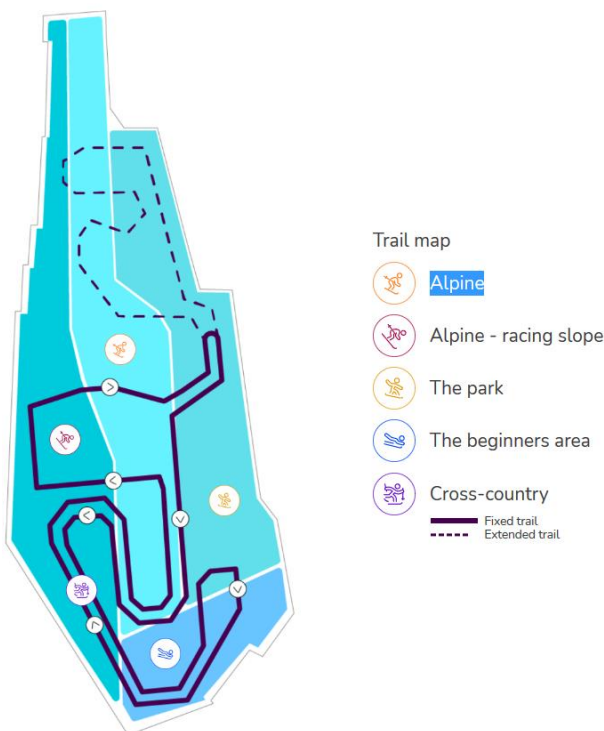 Trail map
Alpine
Alpine - racing slope
The park
The beginners area
Cross-country
Fixed trail
Extended trail